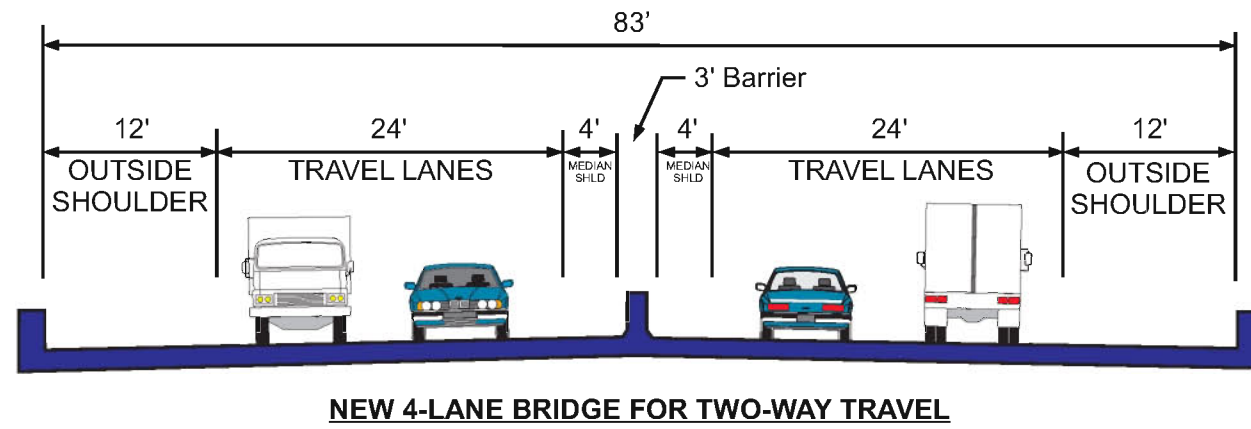 83'
3' Barrier
12' 24' 4' 4' 24' 12'
OUTSIDE
SHOULDER
TRAVEL LANES
MEDIAN
SHLD
MEDIAN
SHLD
TRAVEL LANES
OUTSIDE
SHOULDER
NEW 4-LANE BRIDGE FOR TWO-WAY TRAVEL